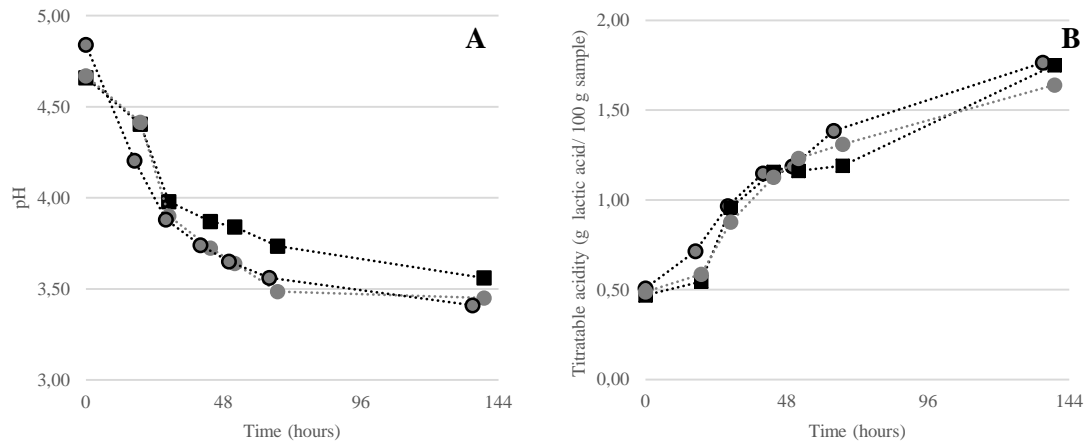 A
5,00
4,50
4,00
3,50
3,00
pH
0 48 96 144
Time (hours)
B
2,00
1,50
1,00
0,50
0,00
Titratable acidity (g lactic acid/ 100 g sample)
0 48 96 144
Time (hours)